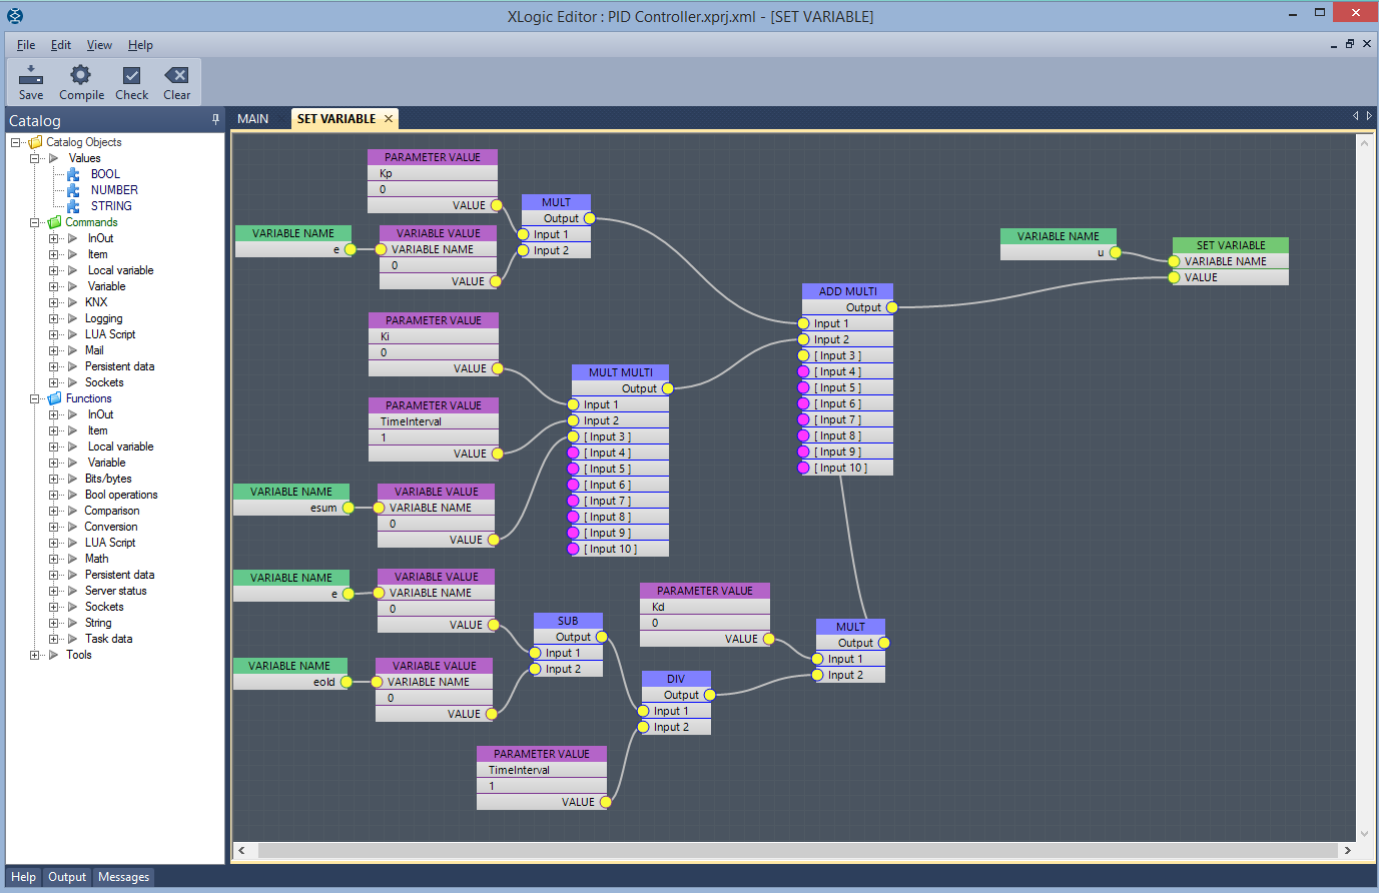 XLogic Editor : PID Controller.xprj.xml - [SET VARIABLE]
File Edit View Help
Save Compile Check Clear
Catalog
Catalog Objects
Values
BOOL
NUMBER
STRING
Commands
InOut
Item
Local variable
Variable
KNX
Logging
LUA Script
Mail
Persistent data
Sockets
Functions
InOut
Item
Local variable
Variable
Bits/bytes
Bool operations
Comparison
Conversion
LUA Script
Math
Persistent data
Server status
Sockets
String
Task data
Tools
MAIN SET VARIABLE
PARAMETER VALUE
Kp
0
VALUE
VARIABLE NAME
e
VARIABLE VALUE
VARIABLE NAME
0
VALUE
MULT
Output
Input 1
Input 2
PARAMETER VALUE
Ki
0
VALUE
PARAMETER VALUE
TimeInterval
1
VALUE
VARIABLE NAME
esum
VARIABLE VALUE
VARIABLE NAME
0
VALUE
MULT MULTI
Output
Input 1
Input 2
[ Input 3 ]
[ Input 4 ]
[ Input 5 ]
[ Input 6 ]
[ Input 7 ]
[ Input 8 ]
[ Input 9 ]
[ Input 10 ]
ADD MULTI
Output
Input 1
Input 2
[ Input 3 ]
[ Input 4 ]
[ Input 5 ]
[ Input 6 ]
[ Input 7 ]
[ Input 8 ]
[ Input 9 ]
[ Input 10 ]
VARIABLE NAME
u
SET VARIABLE
VARIABLE NAME
VALUE
VARIABLE NAME
e
VARIABLE VALUE
VARIABLE NAME
0
VALUE
VARIABLE NAME
eold
VARIABLE VALUE
VARIABLE NAME
0
VALUE
SUB
Output
Input 1
Input 2
PARAMETER VALUE
Kd
0
VALUE
DIV
Output
Input 1
Input 2
MULT
Output
Input 1
Input 2
PARAMETER VALUE
TimeInterval
1
VALUE
Help Output Messages